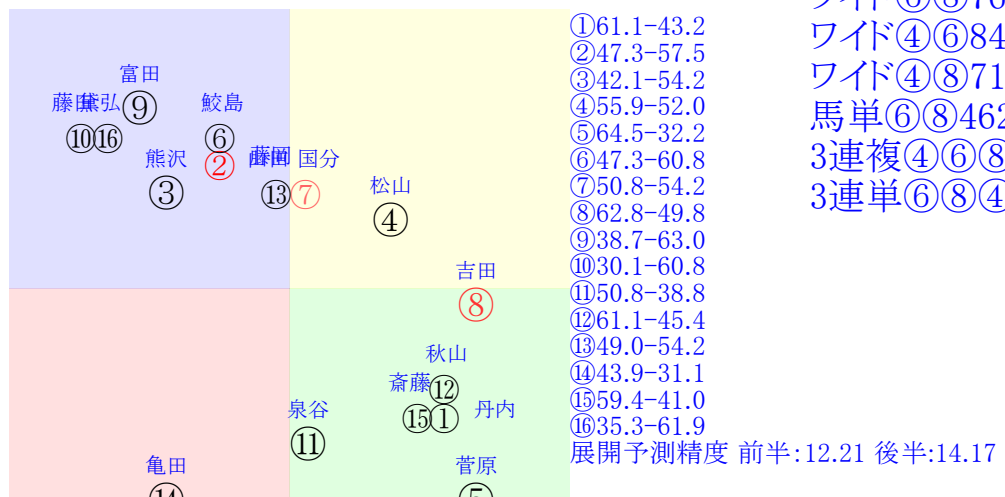 富田
藤田
弘
⑨
鮫島
⑩⑯
⑥
熊沢
②
国分
③
⑬⑦
松山
④
吉田
⑧
秋山
斎藤
⑫
⑮①
丹内
泉谷
⑪
亀田
菅原
⑭
⑤
①61.1-43.2
②47.3-57.5
③42.1-54.2
④55.9-52.0
⑤64.5-32.2
⑥47.3-60.8
⑦50.8-54.2
⑧62.8-49.8
⑨38.7-63.0
⑩30.1-60.8
⑪50.8-38.8
⑫61.1-45.4
⑬49.0-54.2
⑭43.9-31.1
⑮59.4-41.0
⑯35.3-61.9
展開予測精度 前半:12.21 後半:14.17
ワイド④⑥84
ワイド④⑧71
馬単⑥⑧462
3連複④⑥⑧
3連単⑥⑧④